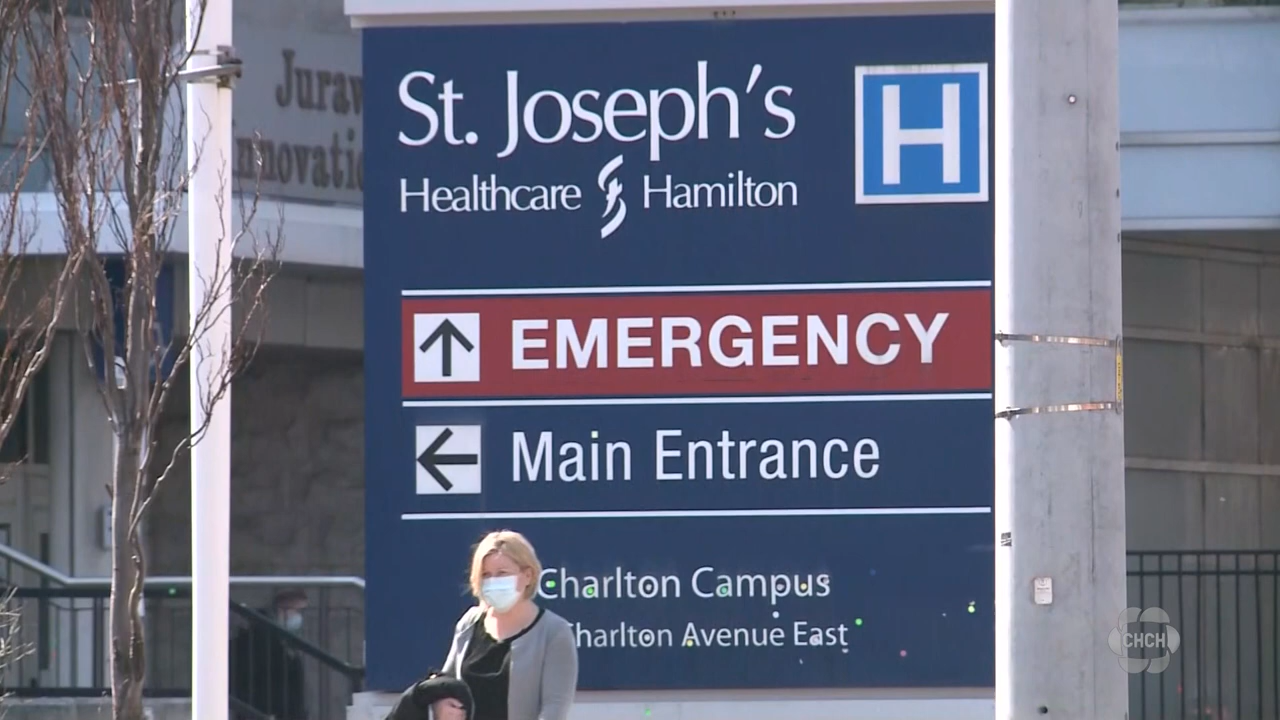 St. Joseph's
Healthcare Hamilton
H
EMERGENCY
Main Entrance
Charlton Campus
Charlton Avenue East
CHCH